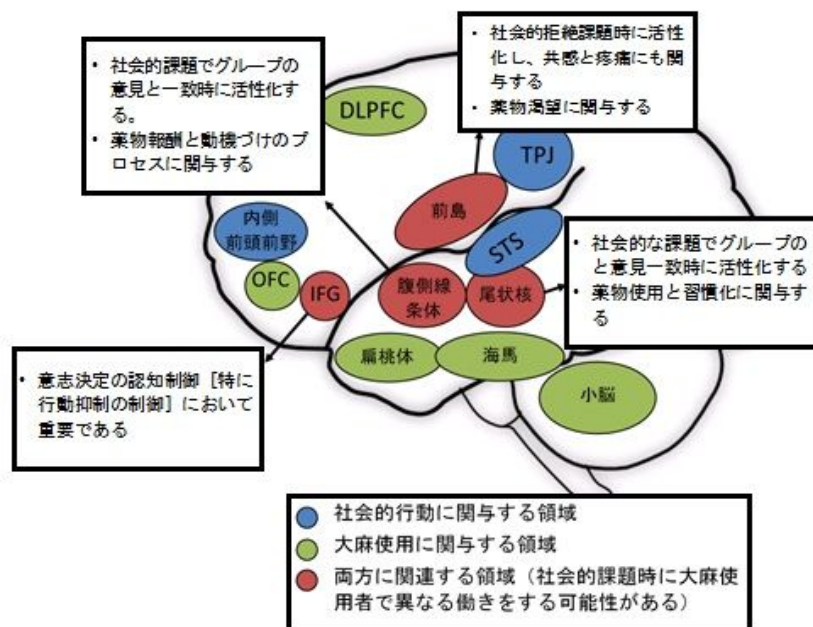 ・ 社会的課題でグループの
意見と一致時に活性化す
る。
・ 薬物報酬と動機づけのプ
ロセスに関与する
・ 社会的拒絶課題時に活性
化し、共感と疼痛にも関
与する
・ 薬物渇望に関与する
DLPFC
TPJ
前島
内側
前頭前野
STS
・ 社会的な課題でグループの
と意見一致時に活性化する
・ 薬物使用と習慣化に関与す
る
OFC
IFG
腹側線
条体
尾状核
扁桃体
海馬
小脳
・ 意志決定の認知制御［特に
行動抑制の制御］において
重要である
社会的行動に関与する領域
大麻使用に関与する領域
両方に関連する領域（社会的課題時に大麻使
用者で異なる働きをする可能性がある）